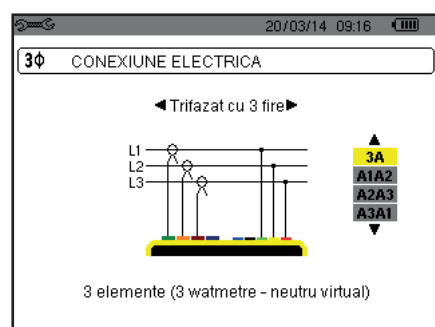 20/03/14 09:16
3Φ CONEXIUNE ELECTRICA
◄Trifazat cu 3 fire►
L1
L2
L3
3A
A1A2
A2A3
A3A1
3 elemente (3 watmetre - neutru virtual)